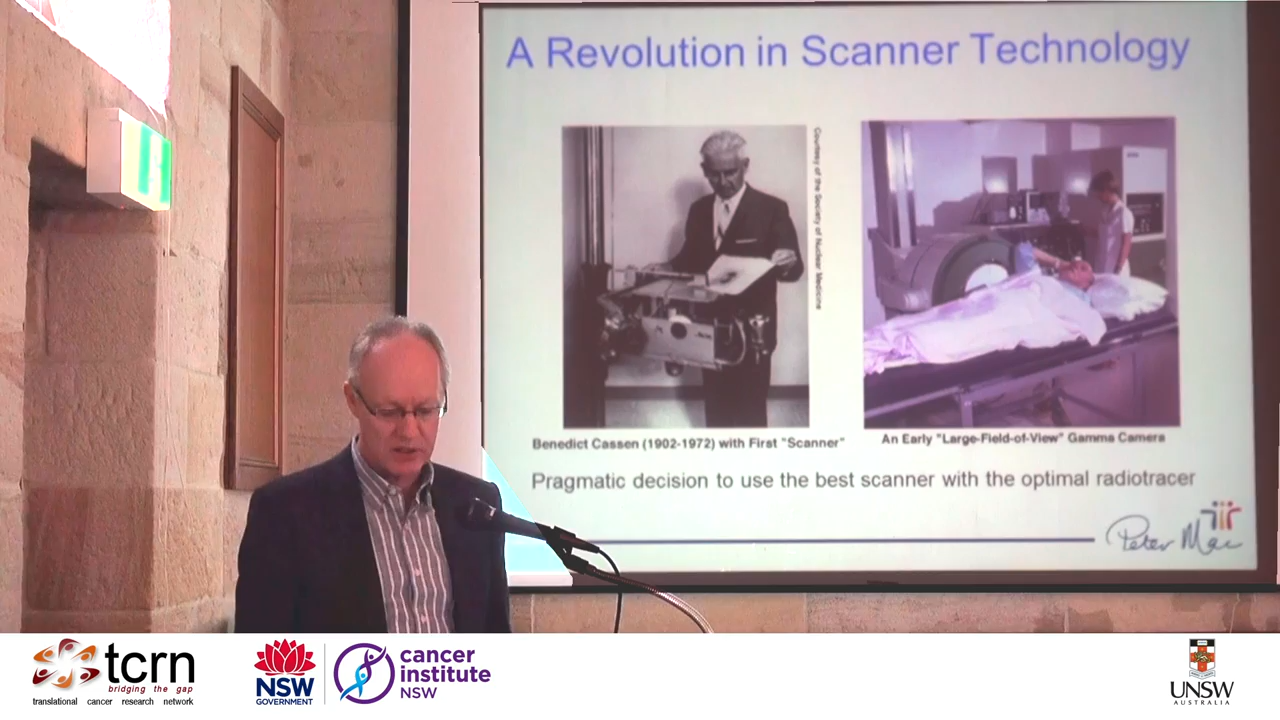 A Revolution in Scanner Technology
Courtesy of the Society of Nuclear Medicine
Benedict Cassen (1902-1972) with First "Scanner"
An Early "Large-Field-of-View" Gamma Camera
Pragmatic decision to use the best scanner with the optimal radiotracer
Peter Mac
tcrn
bridging the gap
translational cancer research network
NSW
GOVERNMENT
cancer
institute
NSW
UNSW
AUSTRALIA